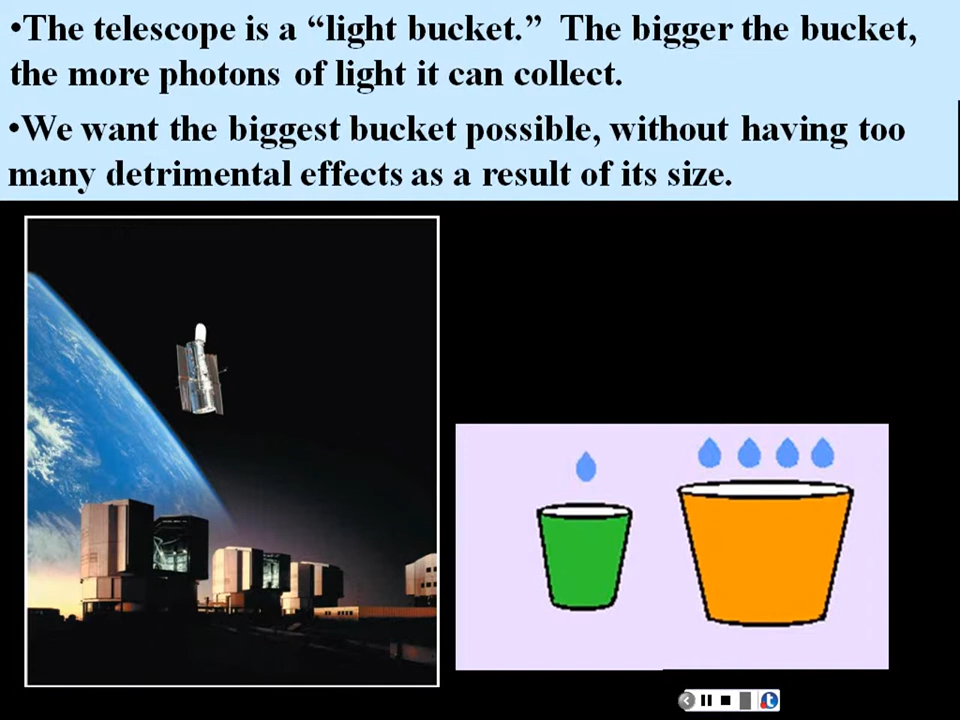 •The telescope is a “light bucket.”  The bigger the bucket,
the more photons of light it can collect.
•We want the biggest bucket possible, without having too
many detrimental effects as a result of its size.